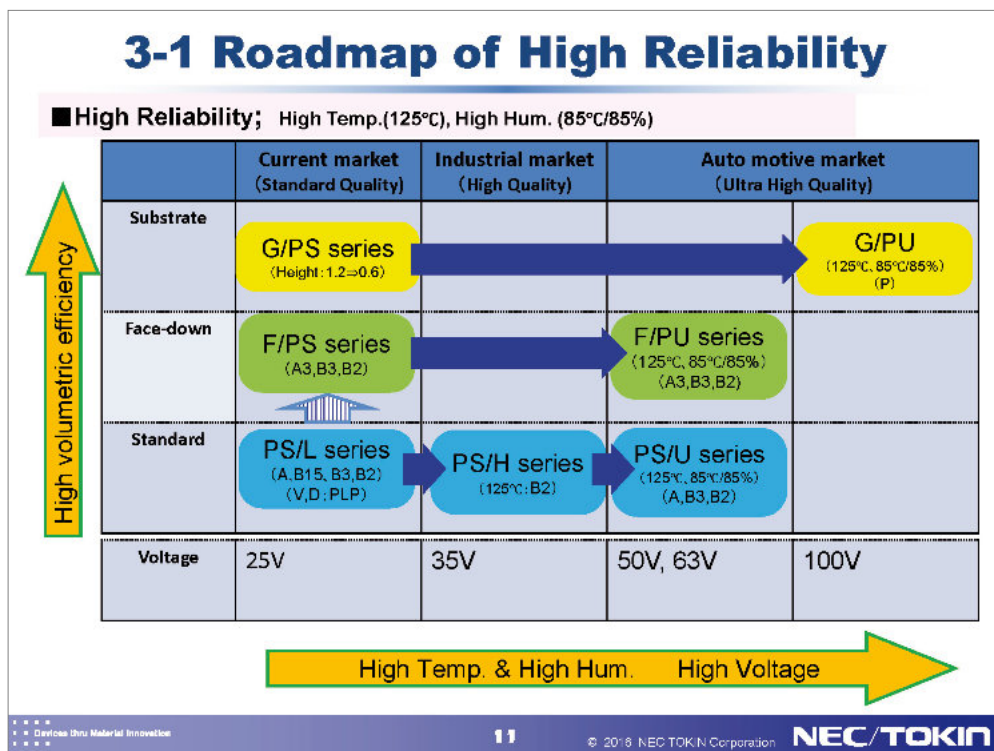 3-1 Roadmap of High Reliability
■High Reliability; High Temp.(125℃), High Hum. (85℃/85%)
Current market
(Standard Quality)
Industrial market
(High Quality)
Auto motive market
(Ultra High Quality)
High volumetric efficiency
Substrate
G/PS series
(Height:1.2⇒0.6)
G/PU
(125℃、85℃/85%)
(P)
Face-down
F/PS series
(A3,B3,B2)
F/PU series
(125℃, 85℃/85%)
(A3,B3,B2)
Standard
PS/L series
(A,B15, B3,B2)
(V,D:PLP)
PS/H series
(125℃:B2)
PS/U series
(125℃、85℃/85%)
(A,B3,B2)
Voltage
25V
35V
50V, 63V
100V
High Temp. & High Hum. High Voltage
Devices thru Material Innovation
11
© 2016 NEC TOKIN Corporation
NEC/TOKIN